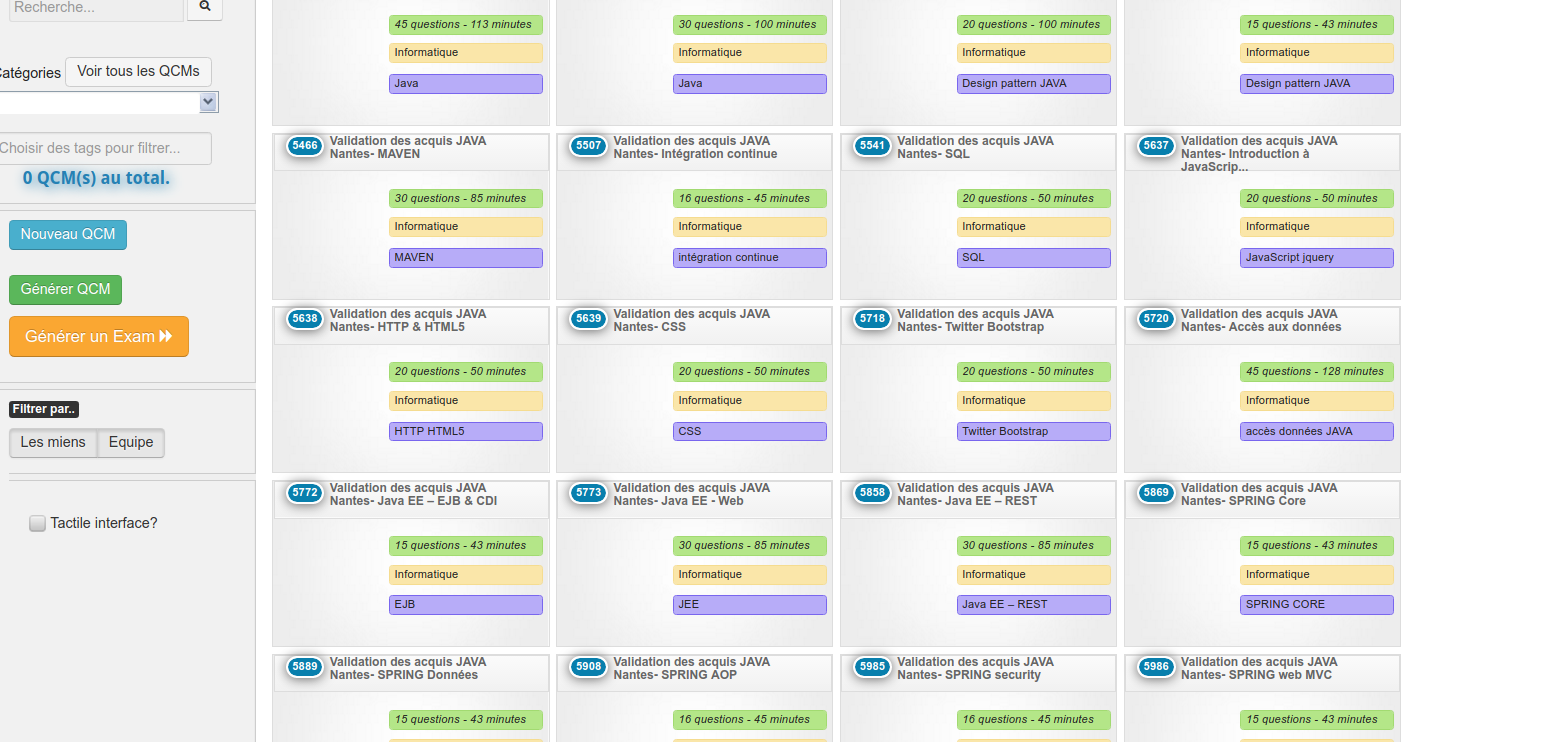 Recherche...
Catégories
Voir tous les QCMs
Choisir des tags pour filtrer...
0 QCM(s) au total.
Nouveau QCM
Générer QCM
Générer un Exam
Filtrer par..
Les miens
Equipe
Tactile interface?
45 questions - 113 minutes
Informatique
Java
30 questions - 100 minutes
Informatique
Java
20 questions - 100 minutes
Informatique
Design pattern JAVA
15 questions - 43 minutes
Informatique
Design pattern JAVA
5466
Validation des acquis JAVA
Nantes- MAVEN
30 questions - 85 minutes
Informatique
MAVEN
5507
Validation des acquis JAVA
Nantes- Intégration continue
16 questions - 45 minutes
Informatique
intégration continue
5541
Validation des acquis JAVA
Nantes- SQL
20 questions - 50 minutes
Informatique
SQL
5637
Validation des acquis JAVA
Nantes- Introduction à
JavaScrip...
20 questions - 50 minutes
Informatique
JavaScript jquery
5638
Validation des acquis JAVA
Nantes- HTTP & HTML5
20 questions - 50 minutes
Informatique
HTTP HTML5
5639
Validation des acquis JAVA
Nantes- CSS
20 questions - 50 minutes
Informatique
CSS
5718
Validation des acquis JAVA
Nantes- Twitter Bootstrap
20 questions - 50 minutes
Informatique
Twitter Bootstrap
5720
Validation des acquis JAVA
Nantes- Accès aux données
45 questions - 128 minutes
Informatique
accès données JAVA
5772
Validation des acquis JAVA
Nantes- Java EE – EJB & CDI
15 questions - 43 minutes
Informatique
EJB
5773
Validation des acquis JAVA
Nantes- Java EE - Web
30 questions - 85 minutes
Informatique
JEE
5858
Validation des acquis JAVA
Nantes- Java EE – REST
30 questions - 85 minutes
Informatique
Java EE – REST
5869
Validation des acquis JAVA
Nantes- SPRING Core
15 questions - 43 minutes
Informatique
SPRING CORE
5889
Validation des acquis JAVA
Nantes- SPRING Données
15 questions - 43 minutes
5908
Validation des acquis JAVA
Nantes- SPRING AOP
16 questions - 45 minutes
5985
Validation des acquis JAVA
Nantes- SPRING security
16 questions - 45 minutes
5986
Validation des acquis JAVA
Nantes- SPRING web MVC
15 questions - 43 minutes